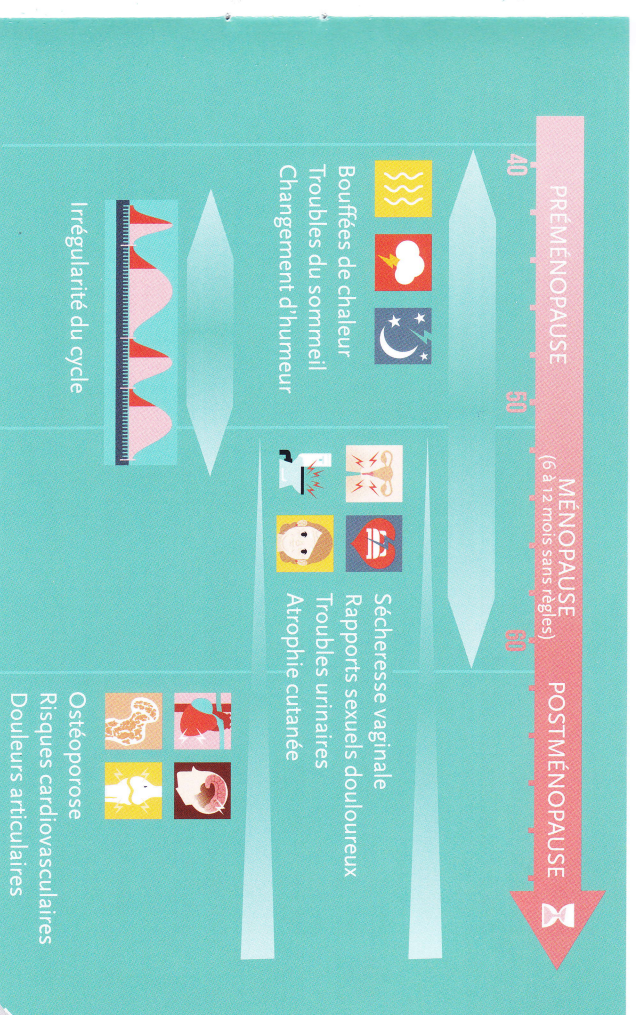 PRÉMÉNOPAUSE
MÉNOPAUSE
(6 à 12 mois sans règles)
POSTMÉNOPAUSE
40
50
60
Bouffées de chaleur
Troubles du sommeil
Changement d'humeur
Sécheresse vaginale
Rapports sexuels douloureux
Troubles urinaires
Atrophie cutanée
Irrégularité du cycle
Ostéoporose
Risques cardiovasculaires
Douleurs articulaires